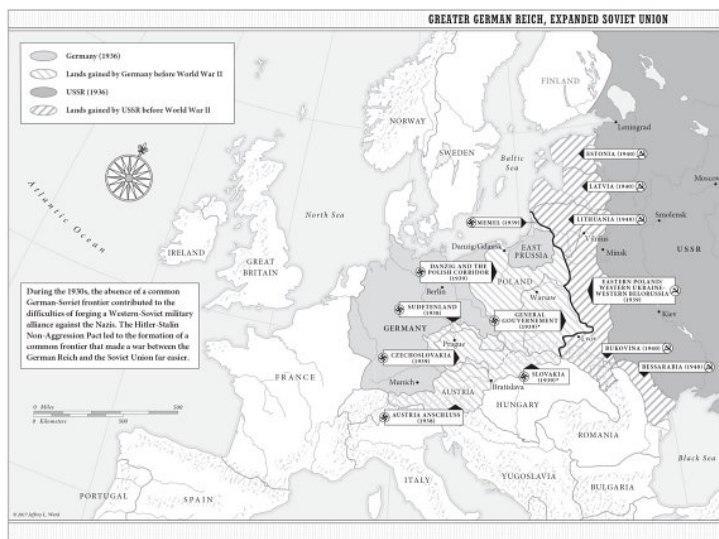 GREATER GERMAN REICH, EXPANDED SOVIET UNION
Germany (1936)
Lands gained by Germany before World War II
USSR (1936)
Lands gained by USSR before World War II
FINLAND
NORWAY
SWEDEN
Baltic
Sea
Leningrad
ESTONIA (1940)
LATVIA (1940)
Moscow
Atlantic Ocean
North Sea
MEMEL (1939)
LITHUANIA (1940)
Smolensk
Vilnius
IRELAND
GREAT
BRITAIN
Danzig/Gdańsk
EAST
PRUSSIA
Minsk
USSR
DANZIG AND THE
POLISH CORRIDOR
(1939)
POLAND
Berlin
Warsaw
EASTERN POLAND/
WESTERN UKRAINE-
WESTERN BELORUSSIA
(1939)
During the 1930s, the absence of a common
German-Soviet frontier contributed to the
difficulties of forging a Western-Soviet military
alliance against the Nazis. The Hitler-Stalin
Non-Aggression Pact led to the formation of a
common frontier that made a war between the
German Reich and the Soviet Union far easier.
SUDETENLAND
(1938)
GENERAL
GOUVERNEMENT
(1939)*
Kiev
GERMANY
Prague
Lvov
BUKOVINA (1940)
CZECHOSLOVAKIA
(1939)
SLOVAKIA
(1939)*
BESSARABIA (1940)
FRANCE
Munich
AUSTRIA
Bratislava
HUNGARY
0 Miles 500
0 Kilometers 500
AUSTRIA ANSCHLUSS
(1938)
ROMANIA
Black Sea
ITALY
YUGOSLAVIA
BULGARIA
PORTUGAL
SPAIN
© 2017 Jeffrey L. Ward